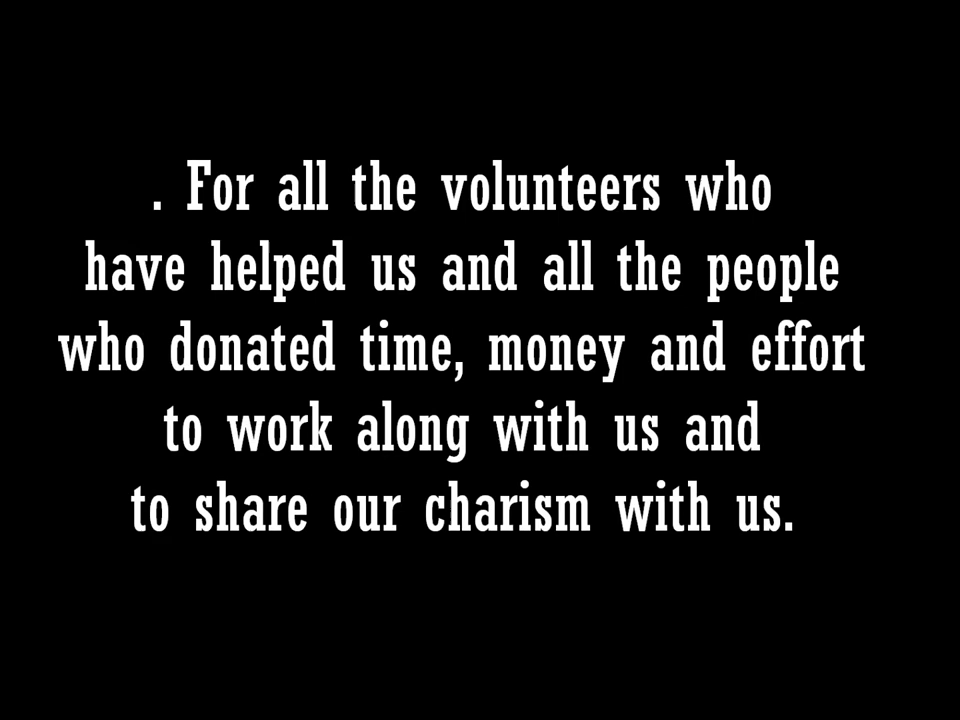 . For all the volunteers who
have helped us and all the people
who donated time, money and effort
to work along with us and
to share our charism with us.